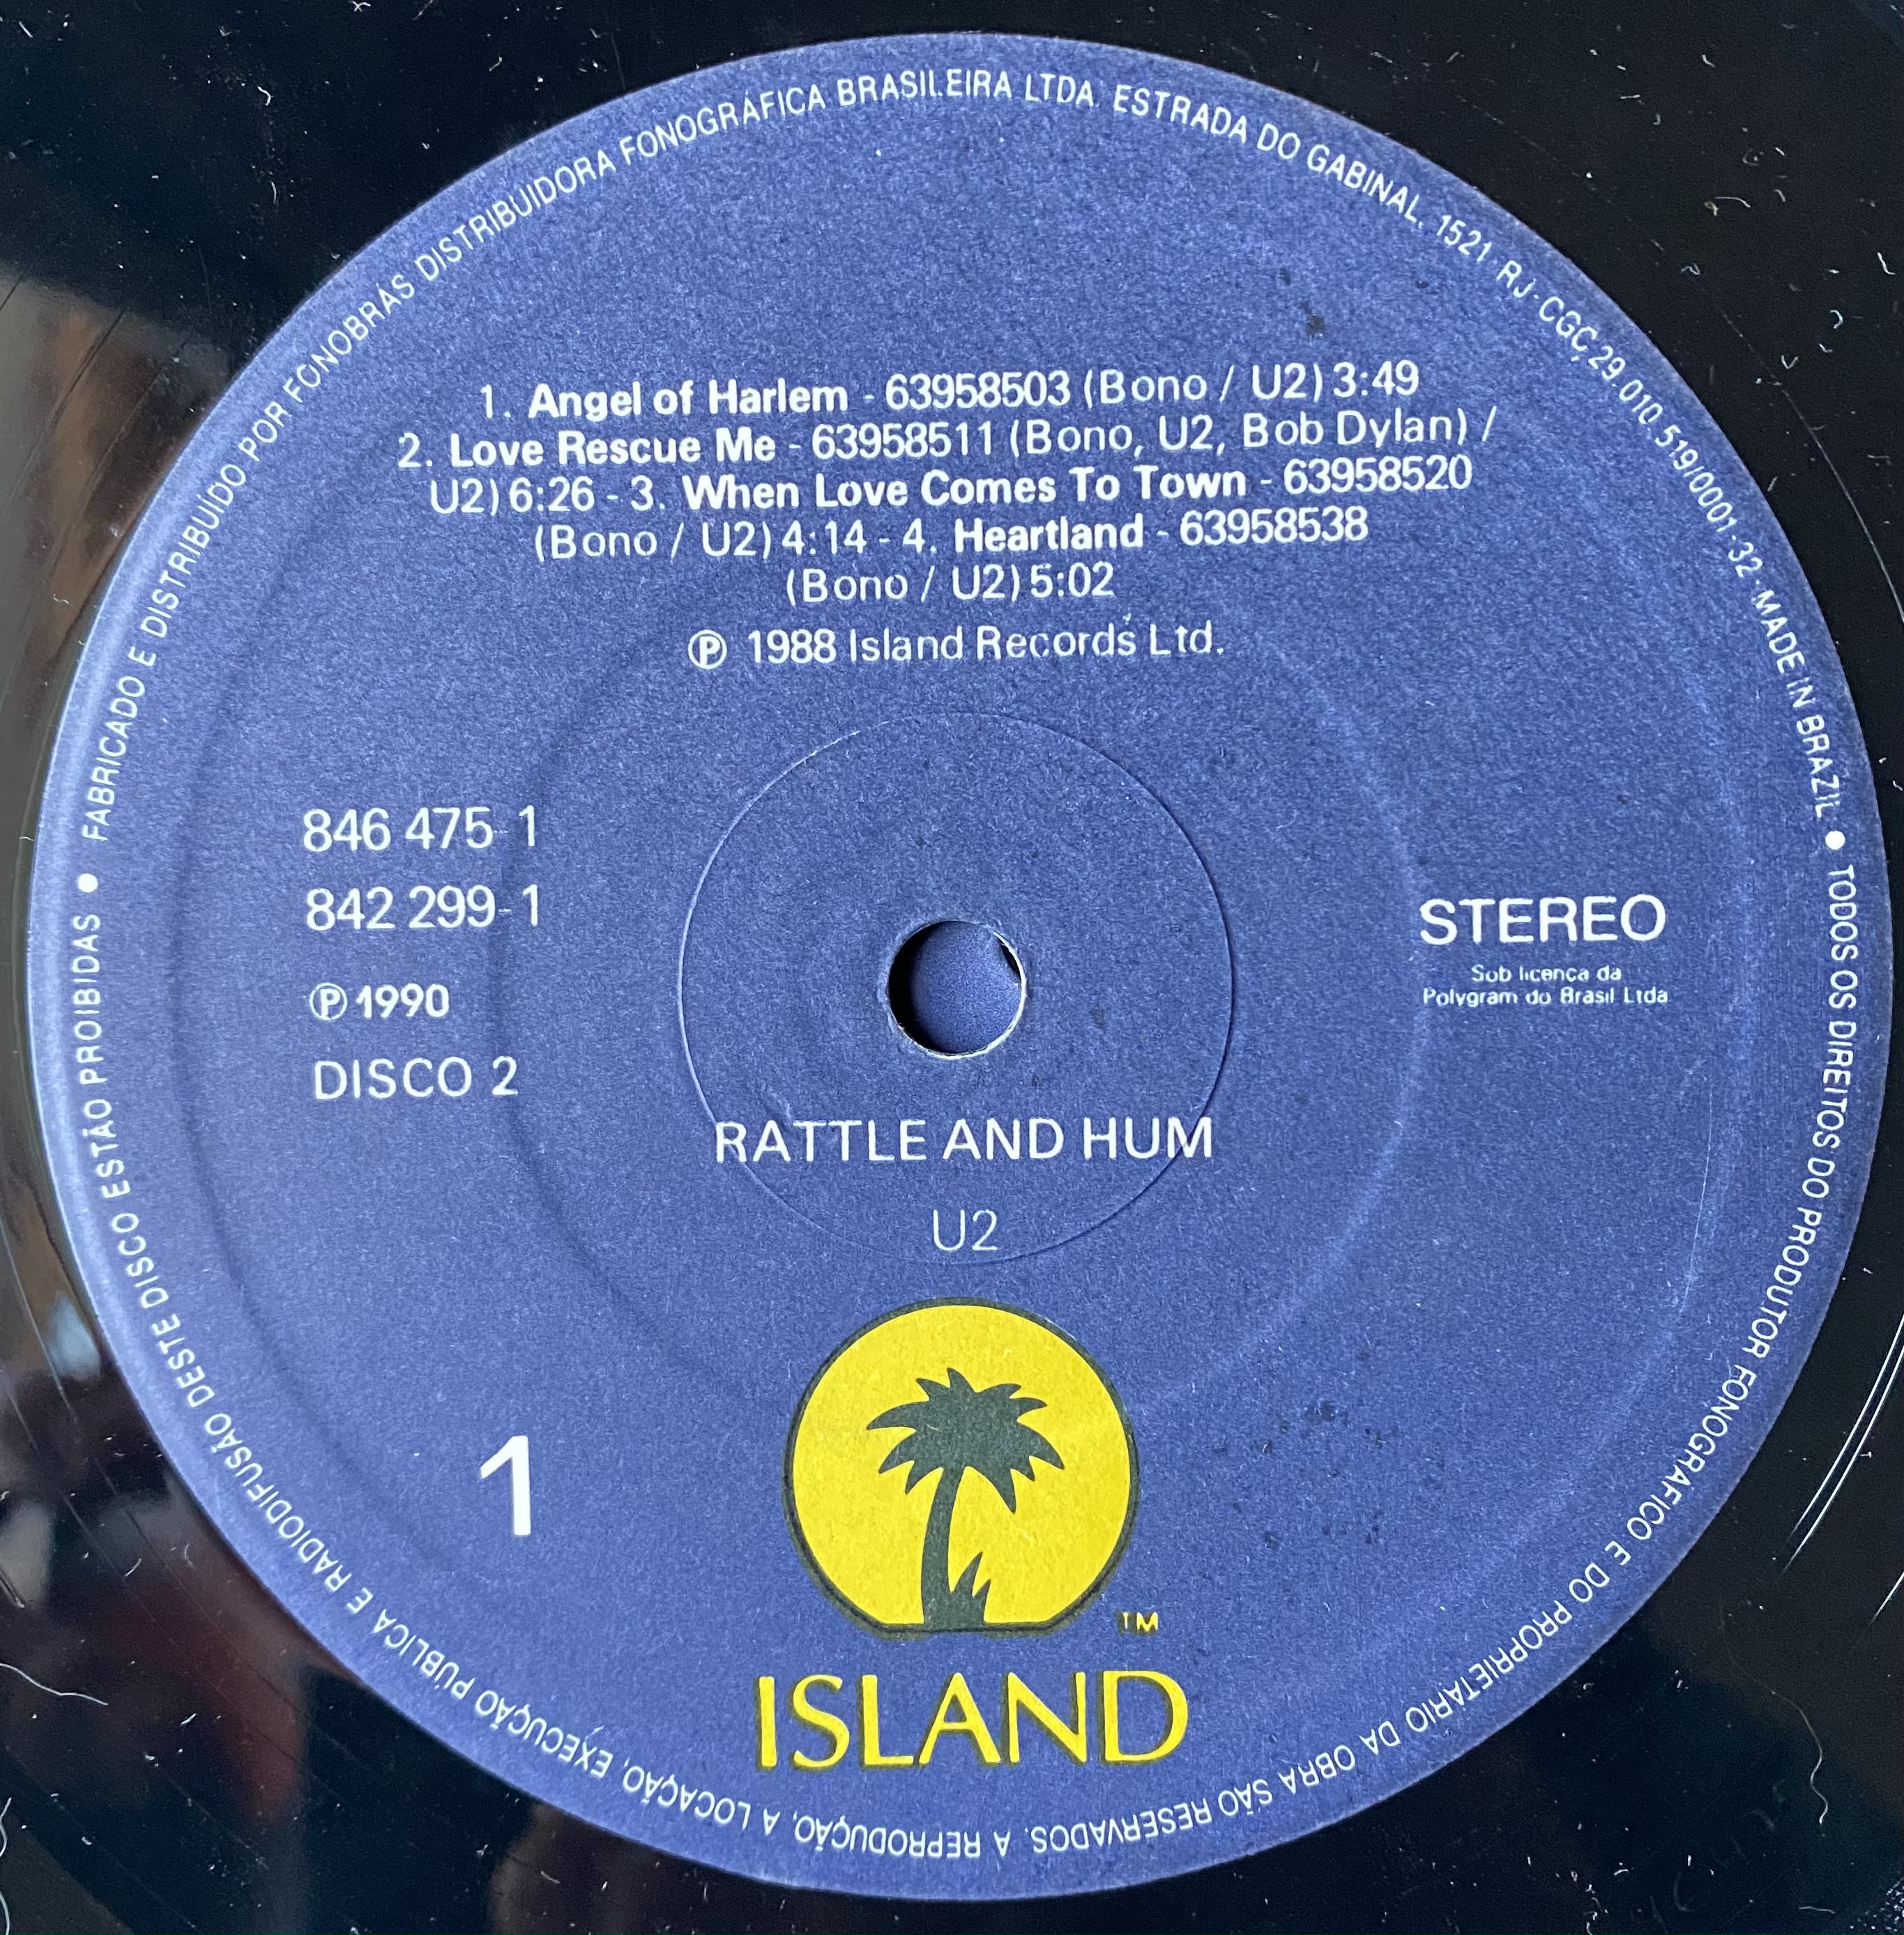 FABRICADO E DISTRIBUÍDO POR FONOBRÁS DISTRIBUIDORA FONOGRÁFICA BRASILEIRA LTDA. ESTRADA DO GABINAL, 1521 RJ-CGC 29.010.519/0001-32-MADE IN BRAZIL • TODOS OS DIREITOS DO PRODUTOR FONOGRÁFICO E DO PROPRIETÁRIO DA OBRA SÃO RESERVADOS. A REPRODUÇÃO, A LOCAÇÃO, EXECUÇÃO PÚBLICA E RADIODIFUSÃO DESTE DISCO ESTÃO PROIBIDAS •
1. Angel of Harlem - 63958503 (Bono / U2) 3:49
2. Love Rescue Me - 63958511 (Bono, U2, Bob Dylan) /
U2) 6:26 - 3. When Love Comes To Town - 63958520
(Bono / U2) 4:14 - 4. Heartland - 63958538
(Bono / U2) 5:02
℗ 1988 Island Records Ltd.
846 475-1
842 299-1
℗ 1990
DISCO 2
STEREO
Sob licença da
Polygram do Brasil Ltda
RATTLE AND HUM
U2
1
TM
ISLAND